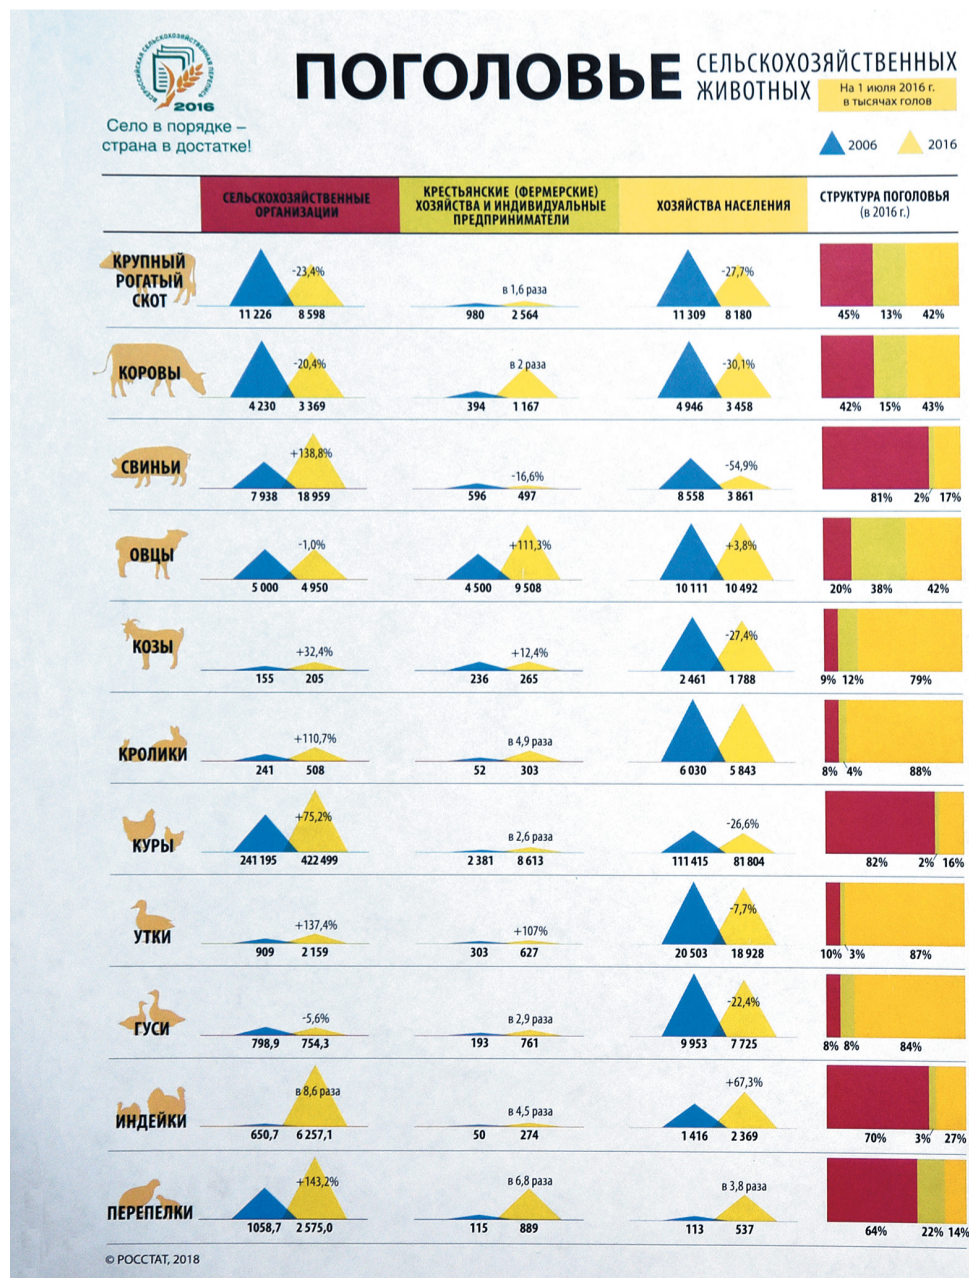 ВСЕРОССИЙСКАЯ СЕЛЬСКОХОЗЯЙСТВЕННАЯ ПЕРЕПИСЬ
2016
Село в порядке –
страна в достатке!
ПОГОЛОВЬЕ СЕЛЬСКОХОЗЯЙСТВЕННЫХ
ЖИВОТНЫХ
На 1 июля 2016 г.
в тысячах голов
2006 2016
СЕЛЬСКОХОЗЯЙСТВЕННЫЕ
ОРГАНИЗАЦИИ
КРЕСТЬЯНСКИЕ (ФЕРМЕРСКИЕ)
ХОЗЯЙСТВА И ИНДИВИДУАЛЬНЫЕ
ПРЕДПРИНИМАТЕЛИ
ХОЗЯЙСТВА НАСЕЛЕНИЯ
СТРУКТУРА ПОГОЛОВЬЯ
(в 2016 г.)
КРУПНЫЙ
РОГАТЫЙ
СКОТ
-23,4% в 1,6 раза -27,7%
11 226 8 598 980 2 564 11 309 8 180 45% 13% 42%
КОРОВЫ
-20,4% в 2 раза -30,1%
4 230 3 369 394 1 167 4 946 3 458 42% 15% 43%
СВИНЬИ
+138,8% -16,6% -54,9%
7 938 18 959 596 497 8 558 3 861 81% 2% 17%
ОВЦЫ
-1,0% +111,3% +3,8%
5 000 4 950 4 500 9 508 10 111 10 492 20% 38% 42%
КОЗЫ
+32,4% +12,4% -27,4%
155 205 236 265 2 461 1 788 9% 12% 79%
КРОЛИКИ
+110,7% в 4,9 раза
241 508 52 303 6 030 5 843 8% 4% 88%
КУРЫ
+75,2% в 2,6 раза -26,6%
241 195 422 499 2 381 8 613 111 415 81 804 82% 2% 16%
УТКИ
+137,4% +107% -7,7%
909 2 159 303 627 20 503 18 928 10% 3% 87%
ГУСИ
-5,6% в 2,9 раза -22,4%
798,9 754,3 193 761 9 953 7 725 8% 8% 84%
ИНДЕЙКИ
в 8,6 раза в 4,5 раза +67,3%
650,7 6 257,1 50 274 1 416 2 369 70% 3% 27%
ПЕРЕПЕЛКИ
+143,2% в 6,8 раза в 3,8 раза
1058,7 2 575,0 115 889 113 537 64% 22% 14%
© РОССТАТ, 2018